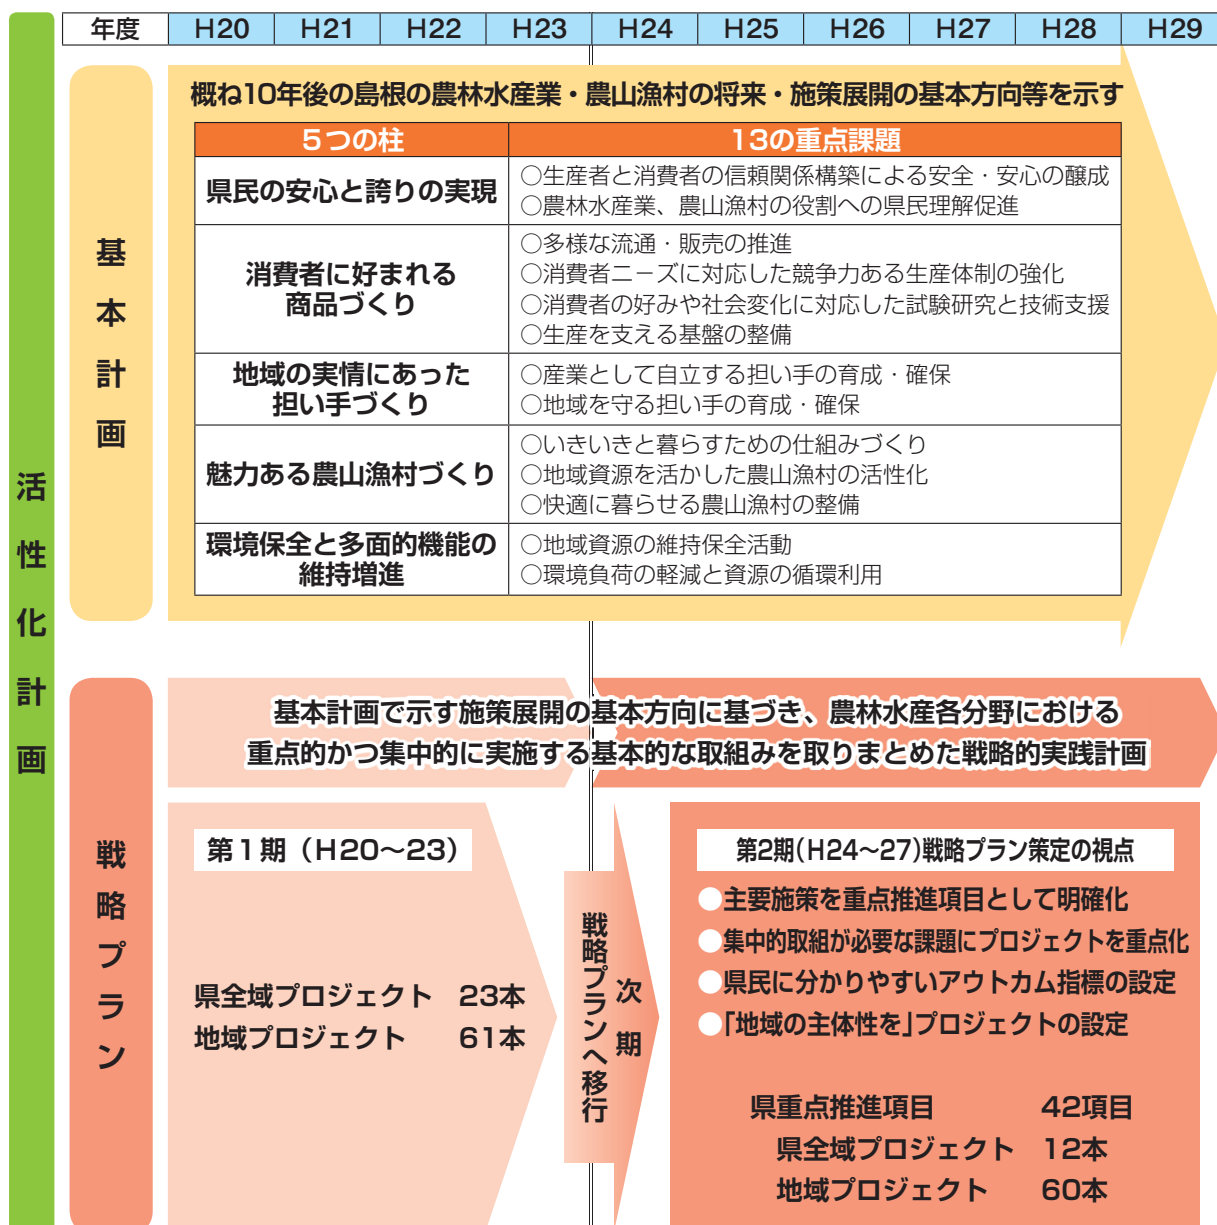 年度 H20 H21 H22 H23 H24 H25 H26 H27 H28 H29
活性化計画
基本計画
概ね10年後の島根の農林水産業・農山漁村の将来・施策展開の基本方向等を示す
5つの柱 13の重点課題
県民の安心と誇りの実現
○生産者と消費者の信頼関係構築による安全・安心の醸成
○農林水産業、農山漁村の役割への県民理解促進
消費者に好まれる
商品づくり
○多様な流通・販売の推進
○消費者ニーズに対応した競争力ある生産体制の強化
○消費者の好みや社会変化に対応した試験研究と技術支援
○生産を支える基盤の整備
地域の実情にあった
担い手づくり
○産業として自立する担い手の育成・確保
○地域を守る担い手の育成・確保
魅力ある農山漁村づくり
○いきいきと暮らすための仕組みづくり
○地域資源を活かした農山漁村の活性化
○快適に暮らせる農山漁村の整備
環境保全と多面的機能の
維持増進
○地域資源の維持保全活動
○環境負荷の軽減と資源の循環利用
戦略プラン
基本計画で示す施策展開の基本方向に基づき、農林水産各分野における
重点的かつ集中的に実施する基本的な取組みを取りまとめた戦略的実践計画
第1期（H20～23）
県全域プロジェクト 23本
地域プロジェクト 61本
次期
戦略プランへ移行
第2期(H24～27)戦略プラン策定の視点
●主要施策を重点推進項目として明確化
●集中的取組が必要な課題にプロジェクトを重点化
●県民に分かりやすいアウトカム指標の設定
●「地域の主体性を」プロジェクトの設定
県重点推進項目 42項目
県全域プロジェクト 12本
地域プロジェクト 60本